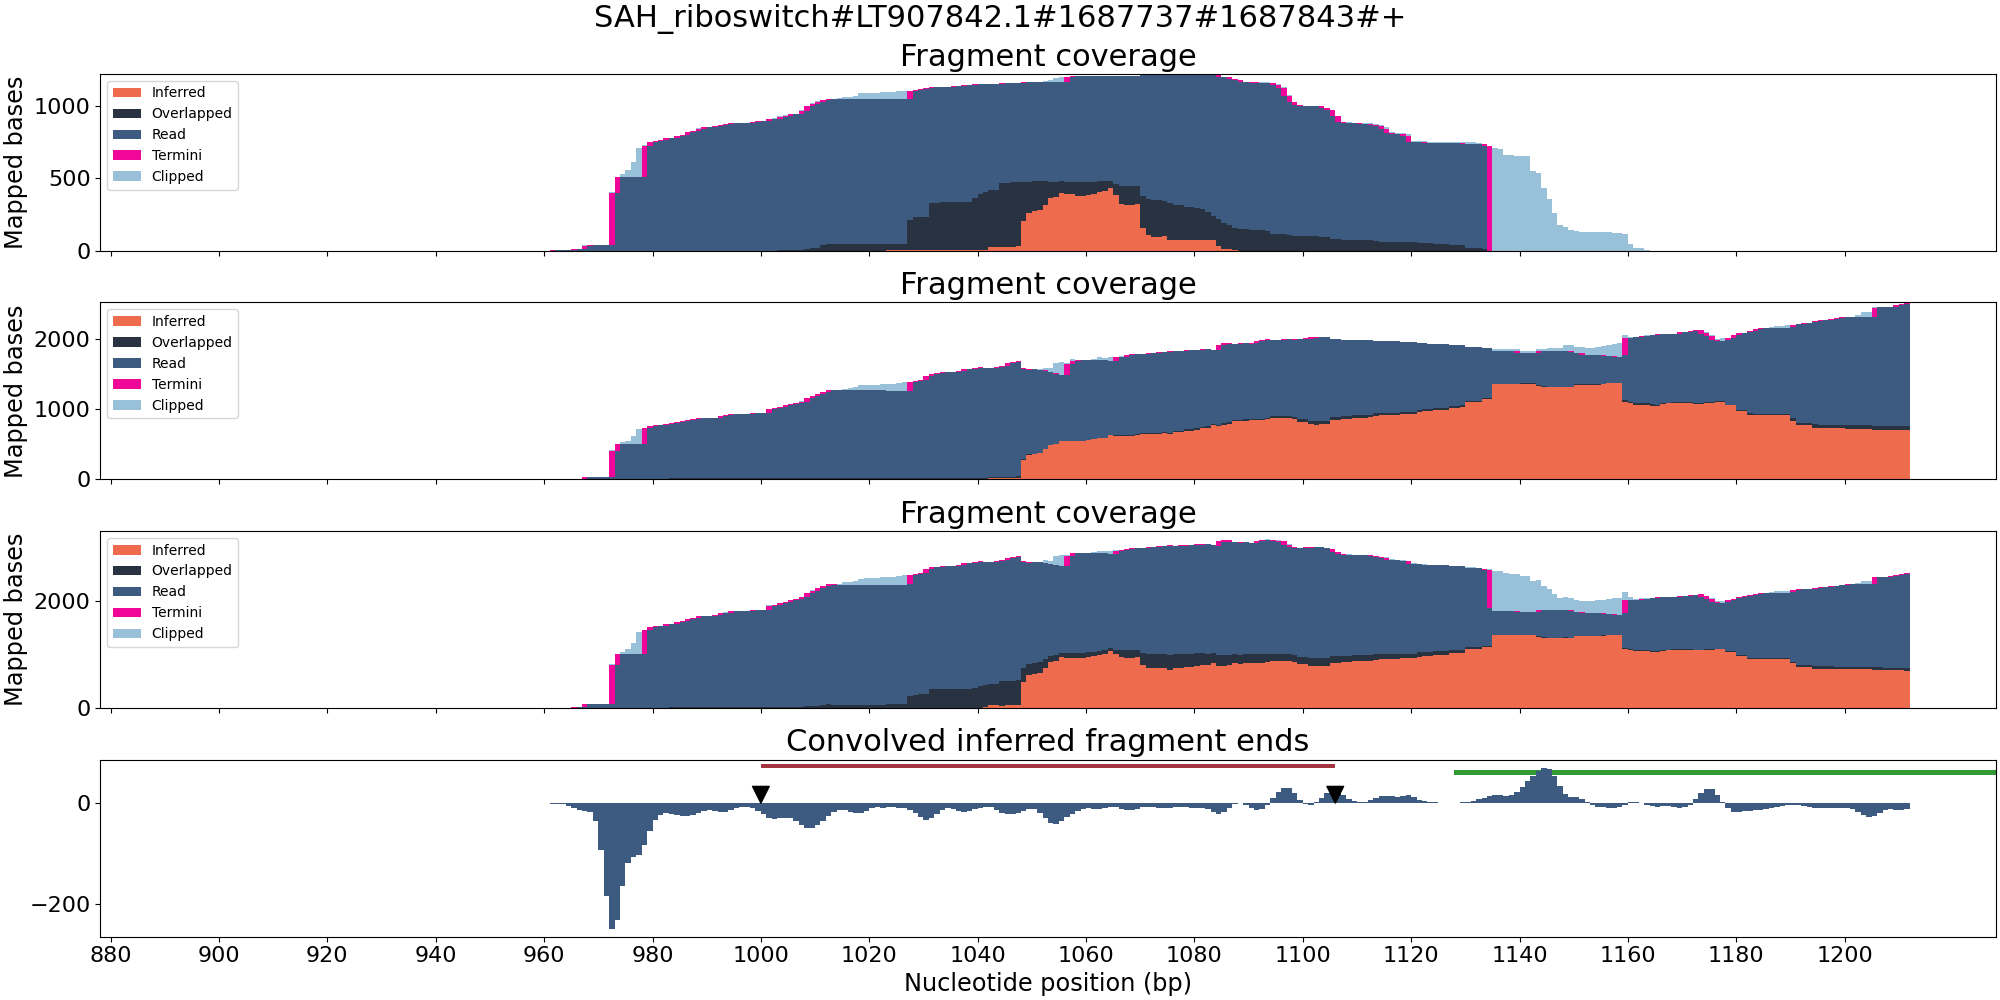 SAH_riboswitch#LT907842.1#1687737#1687843#+
Fragment coverage
Mapped bases
1000
500
0
Inferred
Overlapped
Read
Termini
Clipped
Fragment coverage
Mapped bases
2000
1000
0
Inferred
Overlapped
Read
Termini
Clipped
Fragment coverage
Mapped bases
2000
0
Inferred
Overlapped
Read
Termini
Clipped
Convolved inferred fragment ends
0
−200
880 900 920 940 960 980 1000 1020 1040 1060 1080 1100 1120 1140 1160 1180 1200
Nucleotide position (bp)